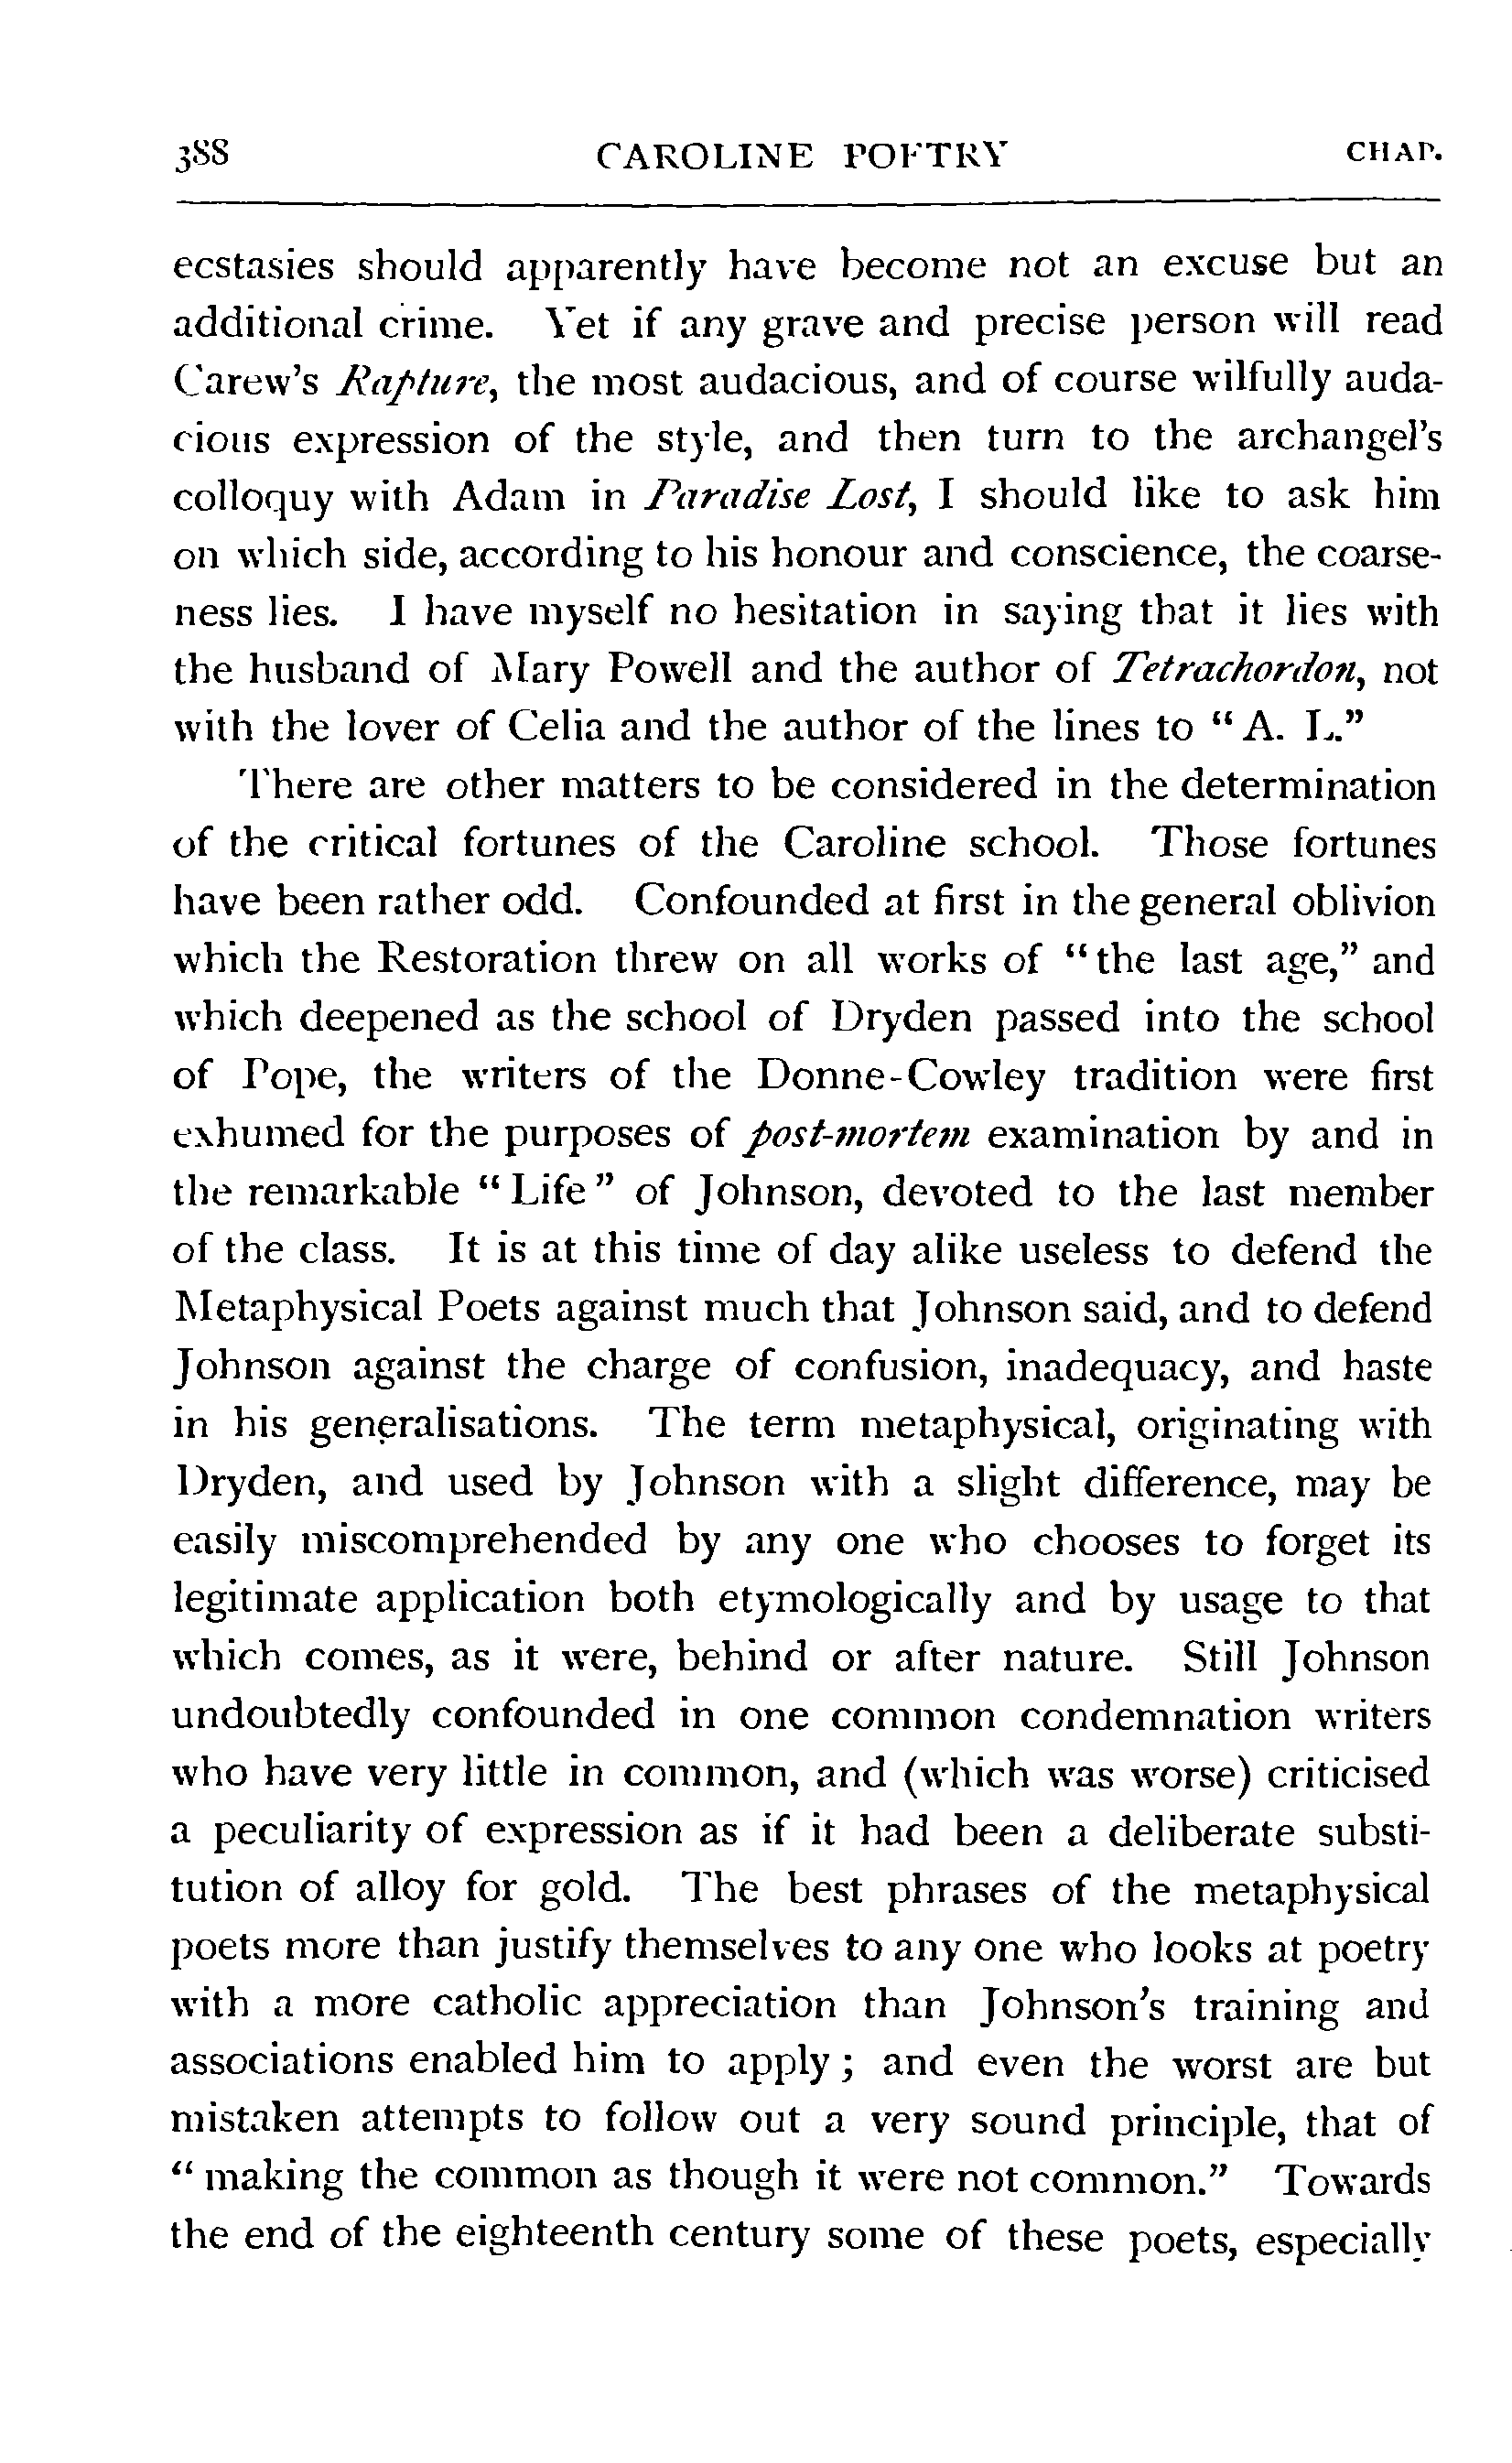 388 CAROLINE POETRY CHAP.
ecstasies should apparently have become not an excuse but an
additional crime. Yet if any grave and precise person will read
Carew's Rapture, the most audacious, and of course wilfully auda-
cious expression of the style, and then turn to the archangel's
colloquy with Adam in Paradise Lost, I should like to ask him
on which side, according to his honour and conscience, the coarse-
ness lies. I have myself no hesitation in saying that it lies with
the husband of Mary Powell and the author of Tetrachordon, not
with the lover of Celia and the author of the lines to “ A. L.”
There are other matters to be considered in the determination
of the critical fortunes of the Caroline school. Those fortunes
have been rather odd. Confounded at first in the general oblivion
which the Restoration threw on all works of “the last age,” and
which deepened as the school of Dryden passed into the school
of Pope, the writers of the Donne-Cowley tradition were first
exhumed for the purposes of post-mortem examination by and in
the remarkable “ Life ” of Johnson, devoted to the last member
of the class. It is at this time of day alike useless to defend the
Metaphysical Poets against much that Johnson said, and to defend
Johnson against the charge of confusion, inadequacy, and haste
in his generalisations. The term metaphysical, originating with
Dryden, and used by Johnson with a slight difference, may be
easily miscomprehended by any one who chooses to forget its
legitimate application both etymologically and by usage to that
which comes, as it were, behind or after nature. Still Johnson
undoubtedly confounded in one common condemnation writers
who have very little in common, and (which was worse) criticised
a peculiarity of expression as if it had been a deliberate substi-
tution of alloy for gold. The best phrases of the metaphysical
poets more than justify themselves to any one who looks at poetry
with a more catholic appreciation than Johnson's training and
associations enabled him to apply ; and even the worst are but
mistaken attempts to follow out a very sound principle, that of
“ making the common as though it were not common.” Towards
the end of the eighteenth century some of these poets, especially